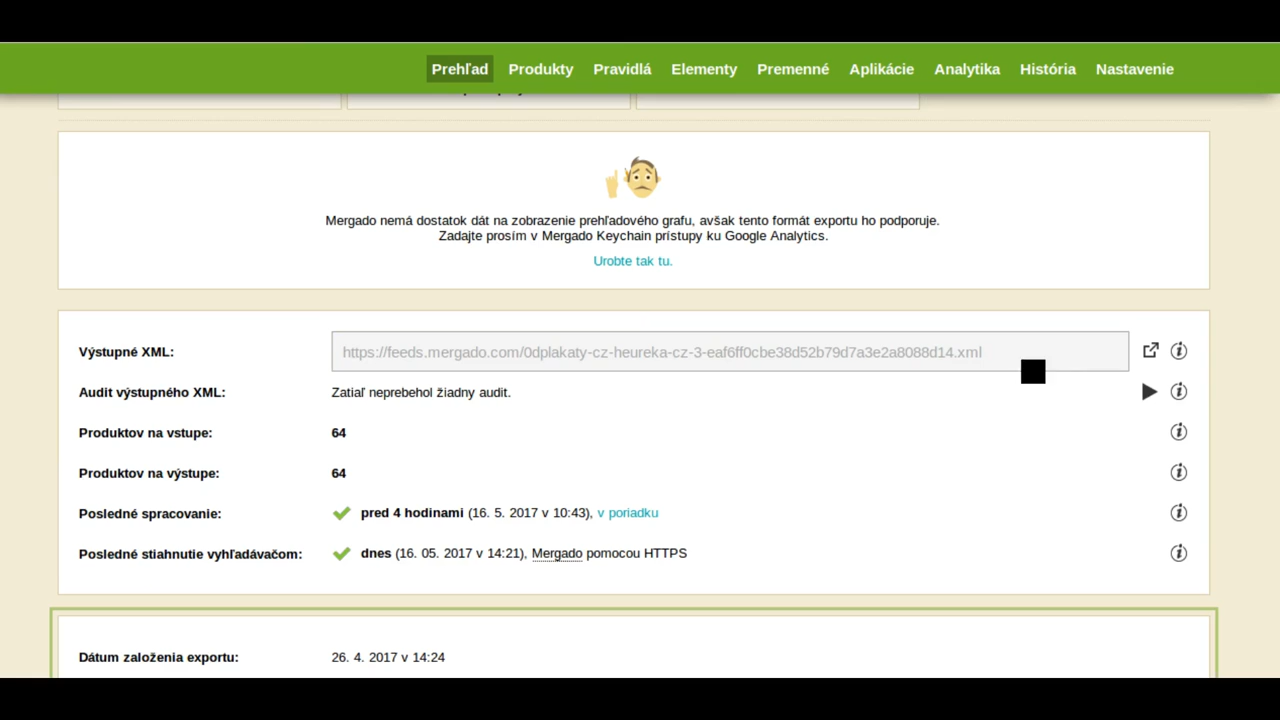 Prehľad Produkty Pravidlá Elementy Premenné Aplikácie Analytika História Nastavenie
Mergado nemá dostatok dát na zobrazenie prehľadového grafu, avšak tento formát exportu ho podporuje.
Zadajte prosím v Mergado Keychain prístupy ku Google Analytics.
Urobte tak tu.
Výstupné XML: https://feeds.mergado.com/0dplakaty-cz-heureka-cz-3-eaf6ff0cbe38d52b79d7a3e2a8088d14.xml
Audit výstupného XML: Zatiaľ neprebehol žiadny audit.
Produktov na vstupe: 64
Produktov na výstupe: 64
Posledné spracovanie: pred 4 hodinami (16. 5. 2017 v 10:43), v poriadku
Posledné stiahnutie vyhľadávačom: dnes (16. 05. 2017 v 14:21), Mergado pomocou HTTPS
Dátum založenia exportu: 26. 4. 2017 v 14:24